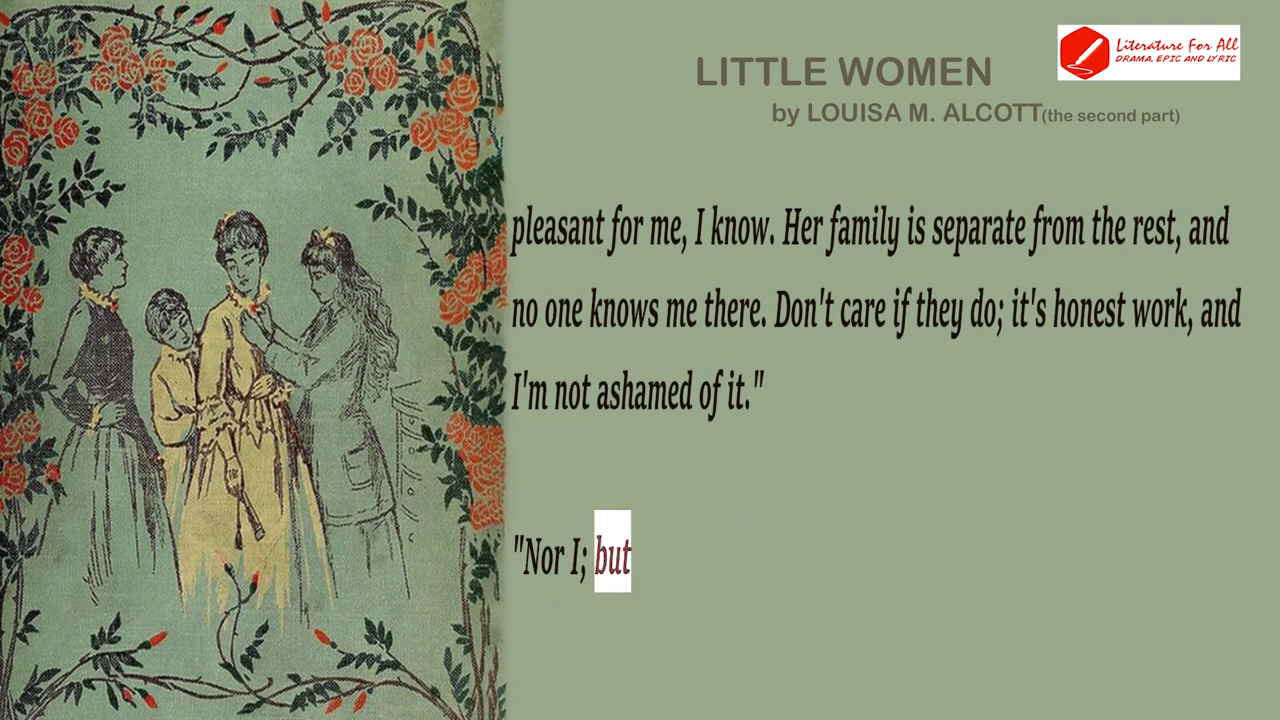 LITTLE WOMEN
Literature For All
DRAMA, EPIC AND LYRIC
by LOUISA M. ALCOTT(the second part)
pleasant for me, I know. Her family is separate from the rest, and
no one knows me there. Don't care if they do; it's honest work, and
I'm not ashamed of it."
"Nor I; but